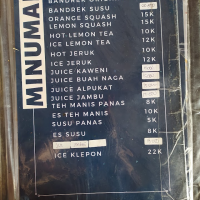 MINUMA
BANDREK
BANDREK SUSU
ORANGE SQUASH 15K
LEMON SQUASH 15K
HOT LEMON TEA 10K
ICE LEMON TEA 12K
HOT JERUK 10K
ICE JERUK 12K
JUICE KAWENI
JUICE BUAH NAGA
JUICE ALPUKAT
JUICE JAMBU
TEH MANIS PANAS 8K
ES TEH MANIS 10K
SUSU PANAS 5K
ES SUSU 8K
ICE KLEPON 22K